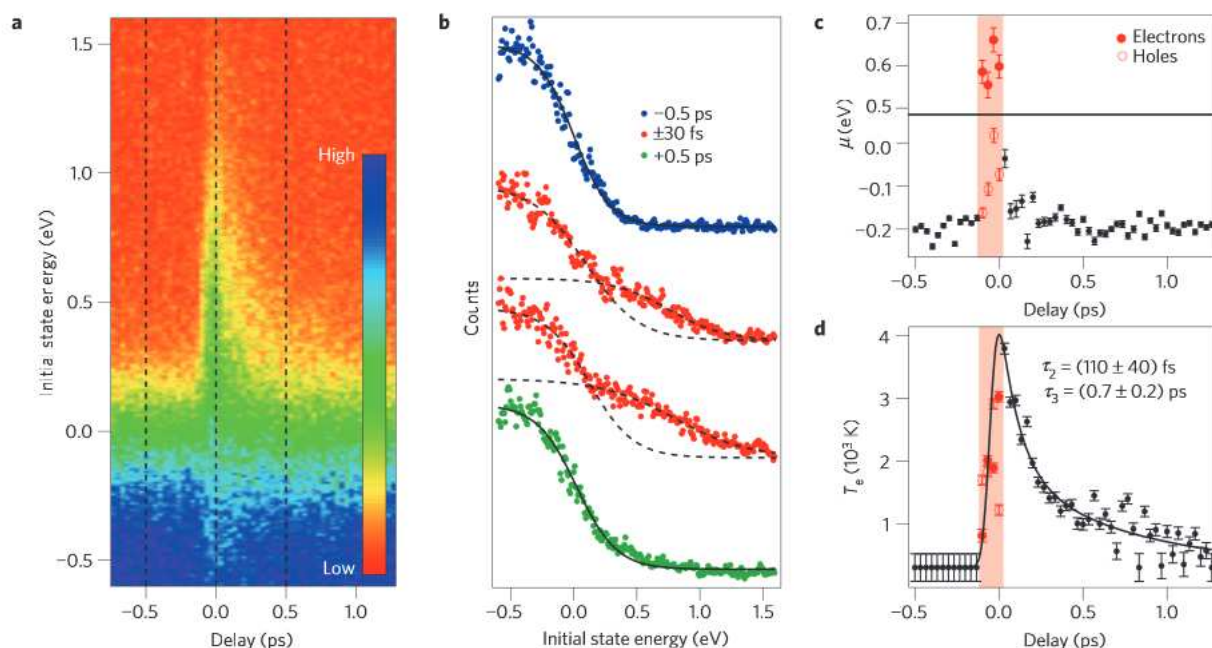 a
1.5
1.0
0.5
0.0
−0.5
Initial state energy (eV)
High
Low
−0.5
0.0
0.5
1.0
Delay (ps)
b
−0.5 ps
±30 fs
+0.5 ps
Counts
−0.5
0.0
0.5
1.0
1.5
Initial state energy (eV)
c
0.7
0.6
0.5
0.0
−0.1
−0.2
μ (eV)
Electrons
Holes
−0.5
0.0
0.5
1.0
Delay (ps)
d
4
3
2
1
Tₑ (10³ K)
τ₂ = (110 ± 40) fs
τ₃ = (0.7 ± 0.2) ps
−0.5
0.0
0.5
1.0
Delay (ps)